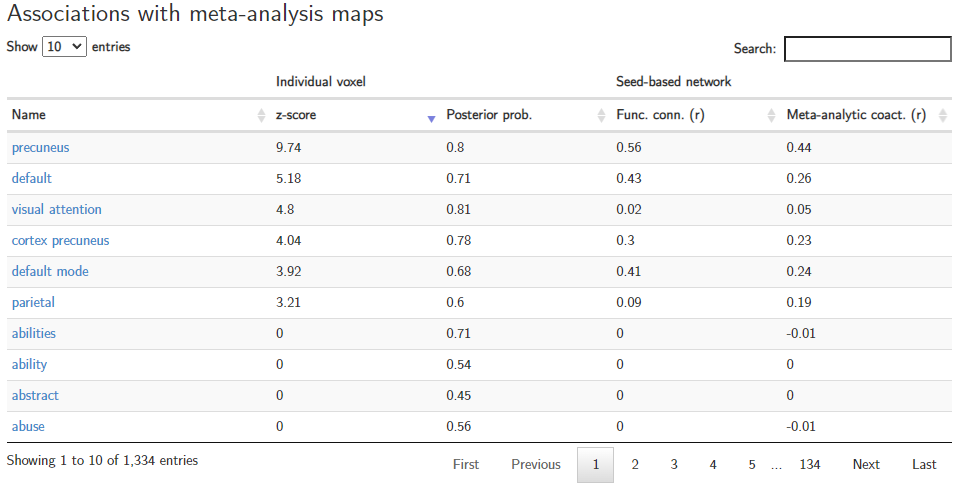 Associations with meta-analysis maps
Show 10 entries Search:
Individual voxel Seed-based network
Name z-score Posterior prob. Func. conn. (r) Meta-analytic coact. (r)
precuneus 9.74 0.8 0.56 0.44
default 5.18 0.71 0.43 0.26
visual attention 4.8 0.81 0.02 0.05
cortex precuneus 4.04 0.78 0.3 0.23
default mode 3.92 0.68 0.41 0.24
parietal 3.21 0.6 0.09 0.19
abilities 0 0.71 0 -0.01
ability 0 0.54 0 0
abstract 0 0.45 0 0
abuse 0 0.56 0 -0.01
Showing 1 to 10 of 1,334 entries First Previous 1 2 3 4 5 ... 134 Next Last